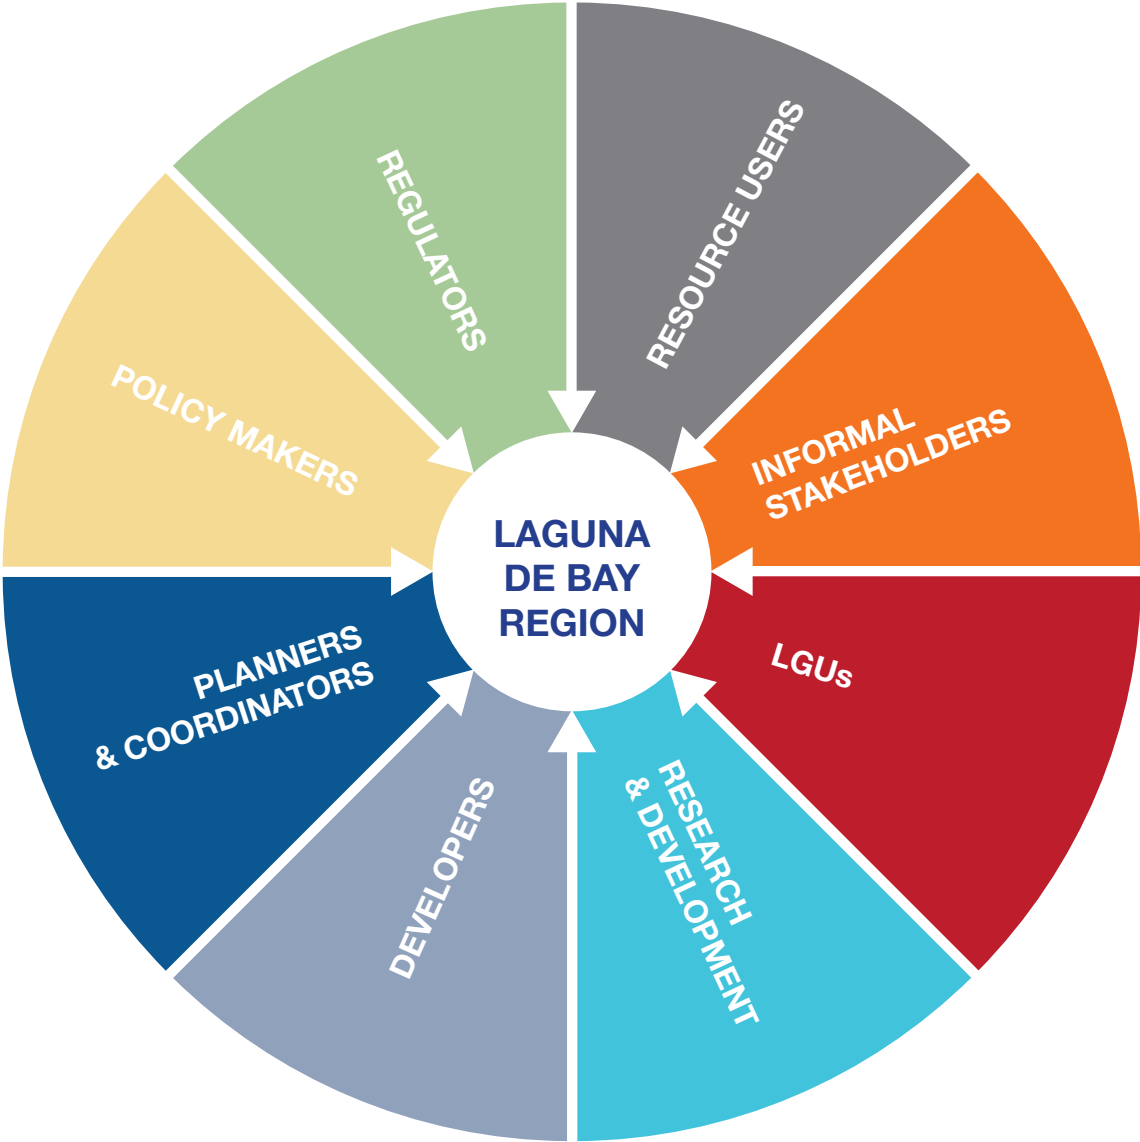 REGULATORS
RESOURCE USERS
INFORMAL
STAKEHOLDERS
LGUs
RESEARCH
& DEVELOPMENT
DEVELOPERS
PLANNERS
& COORDINATORS
POLICY MAKERS
LAGUNA
DE BAY
REGION